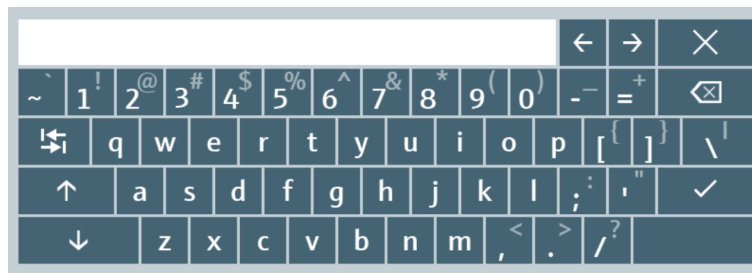 ← → ×
~ ` 1 ! 2 @ 3 # 4 $ 5 % 6 ^ 7 & 8 * 9 ( 0 ) - _ = +
q w e r t y u i o p [ { ] } \ |
↑ a s d f g h j k l ; : ' " ✓
↓ z x c v b n m , < . > / ?